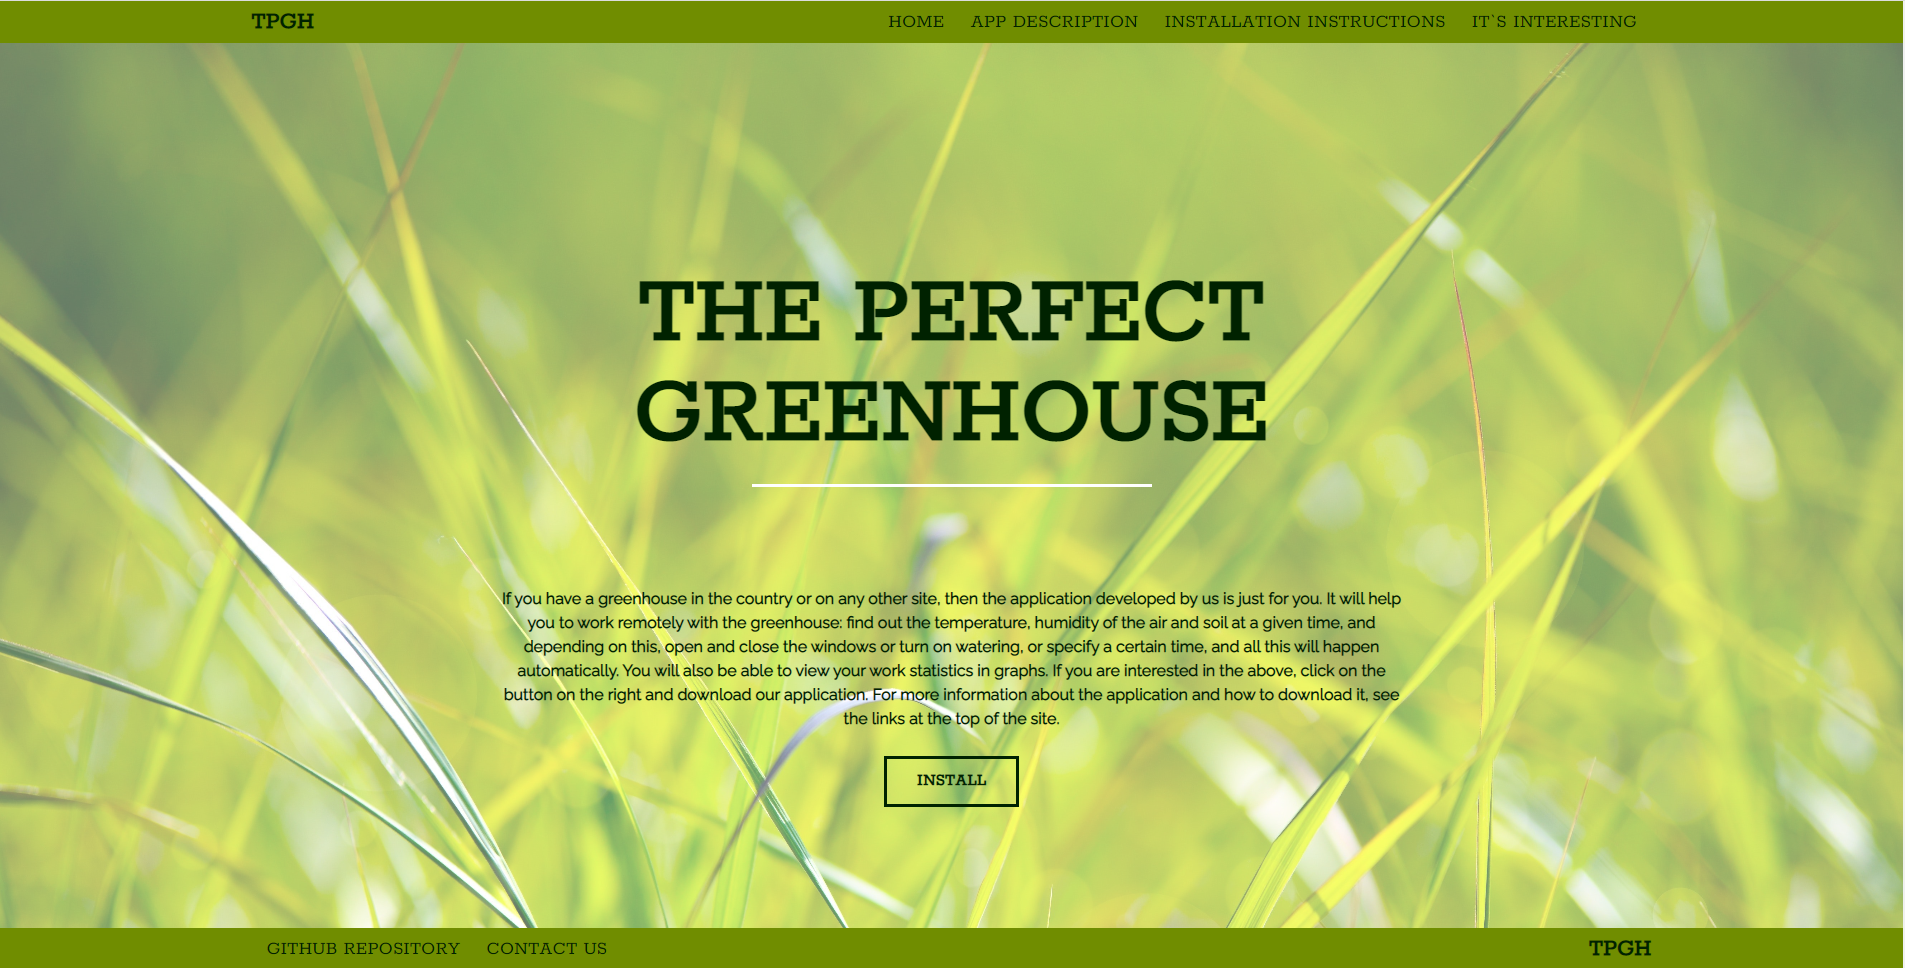 TPGH
HOME APP DESCRIPTION INSTALLATION INSTRUCTIONS IT`S INTERESTING
THE PERFECT
GREENHOUSE
If you have a greenhouse in the country or on any other site, then the application developed by us is just for you. It will help
you to work remotely with the greenhouse: find out the temperature, humidity of the air and soil at a given time, and
depending on this, open and close the windows or turn on watering, or specify a certain time, and all this will happen
automatically. You will also be able to view your work statistics in graphs. If you are interested in the above, click on the
button on the right and download our application. For more information about the application and how to download it, see
the links at the top of the site.
INSTALL
GITHUB REPOSITORY CONTACT US
TPGH